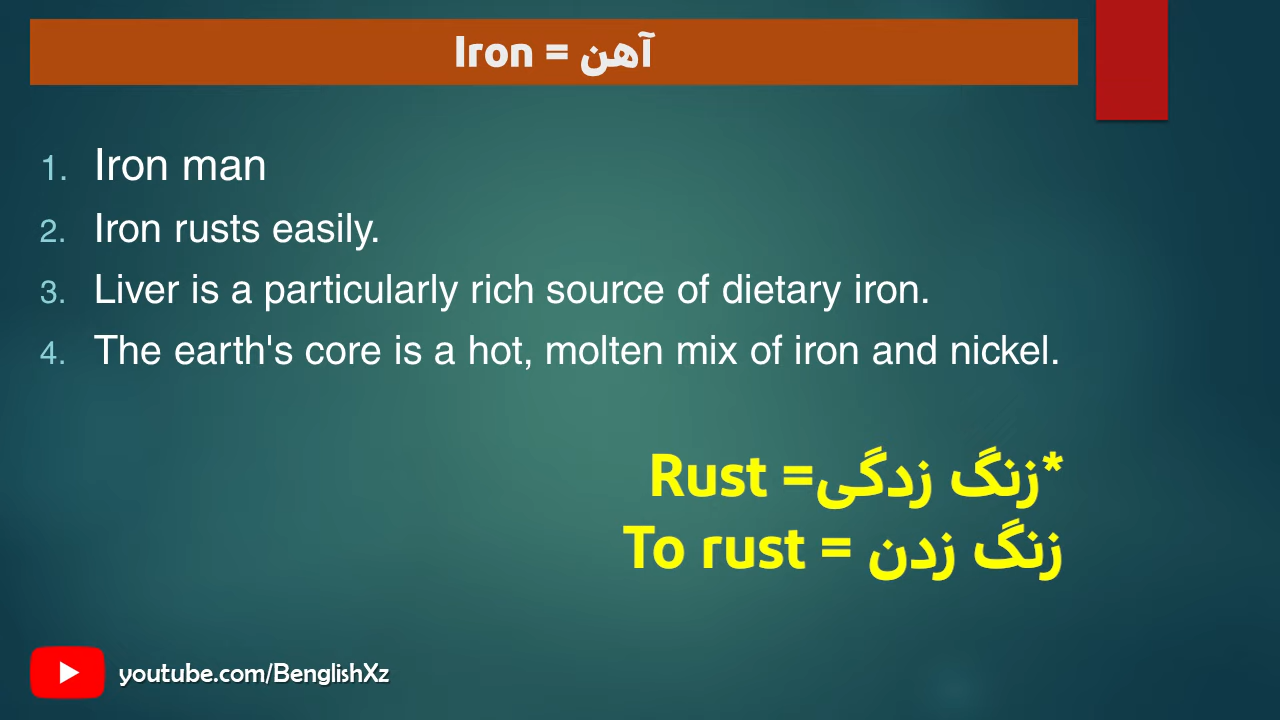 Iron = آهن
1. Iron man
2. Iron rusts easily.
3. Liver is a particularly rich source of dietary iron.
4. The earth's core is a hot, molten mix of iron and nickel.
*زنگ زدگی= Rust
زنگ زدن = To rust
youtube.com/BenglishXz